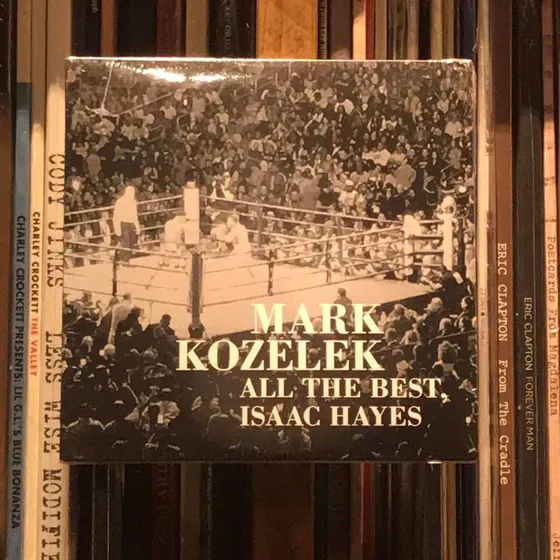 MARK
KOZELEK
ALL THE BEST,
ISAAC HAYES
CHARLEY CROCKETT PRESENTS: LIL G.L.'S BLUE BONANZA
CHARLEY CROCKETT THE VALLEY
CODY JINKS LESS WISE MODIFIED
ERIC CLAPTON From The Cradle
ERIC CLAPTON FOREVER MAN
Postcard From Magdalena